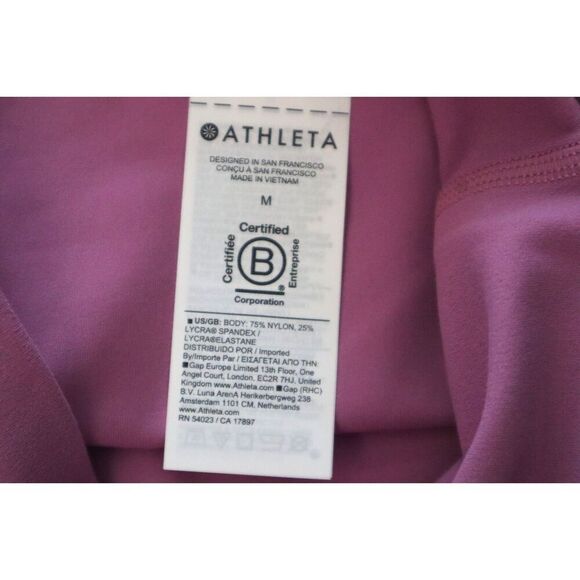 ATHLETA
DESIGNED IN SAN FRANCISCO
CONÇU À SAN FRANCISCO
MADE IN VIETNAM
M
Certified
Certifiée
B
Entreprise
®
Corporation
■ US/GB: BODY: 75% NYLON, 25%
LYCRA® SPANDEX /
LYCRA®ELASTANE
DISTRIBUIDO POR / Imported
By/Importe Par / ΕΙΣΑΓΕΤΑΙ ΑΠΟ ΤΗΝ:
■Gap Europe Limited 13th Floor, One
Angel Court, London, EC2R 7HJ, United
Kingdom www.Athleta.com ■Gap (RHC)
B.V. Luna ArenA Herikerbergweg 238
Amsterdam 1101 CM, Netherlands
www.Athleta.com
RN 54023 / CA 17897